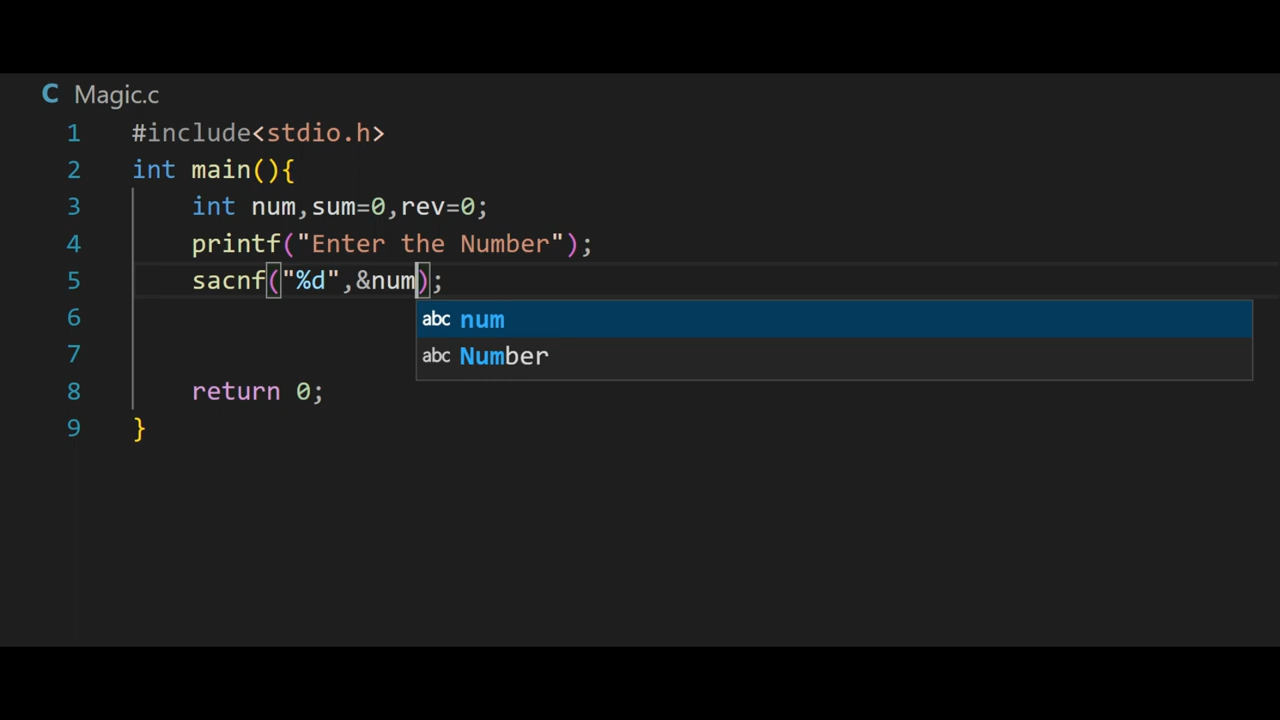 C Magic.c
1 #include<stdio.h>
2 int main(){
3 int num,sum=0,rev=0;
4 printf("Enter the Number");
5 sacnf("%d",&num);
6 abc num
7 abc Number
8 return 0;
9 }